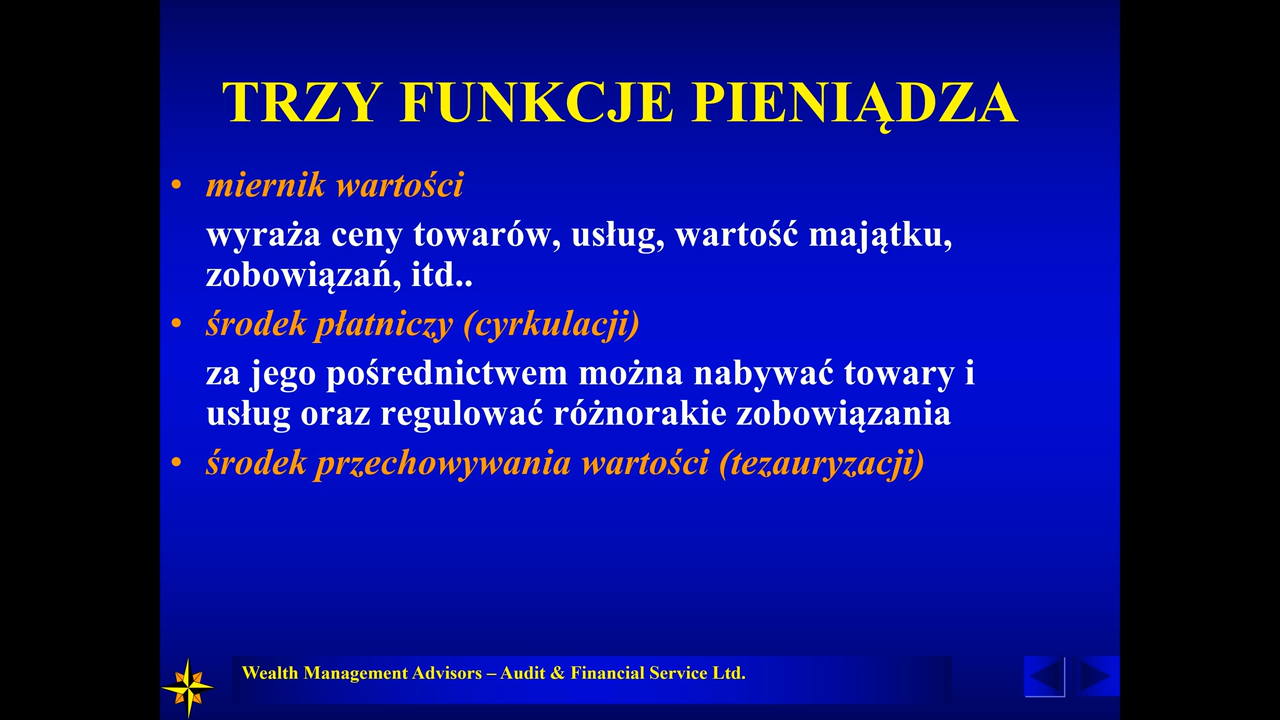 TRZY FUNKCJE PIENIĄDZA
• miernik wartości
wyraża ceny towarów, usług, wartość majątku,
zobowiązań, itd..
• środek płatniczy (cyrkulacji)
za jego pośrednictwem można nabywać towary i
usług oraz regulować różnorakie zobowiązania
• środek przechowywania wartości (tezauryzacji)
Wealth Management Advisors – Audit & Financial Service Ltd.